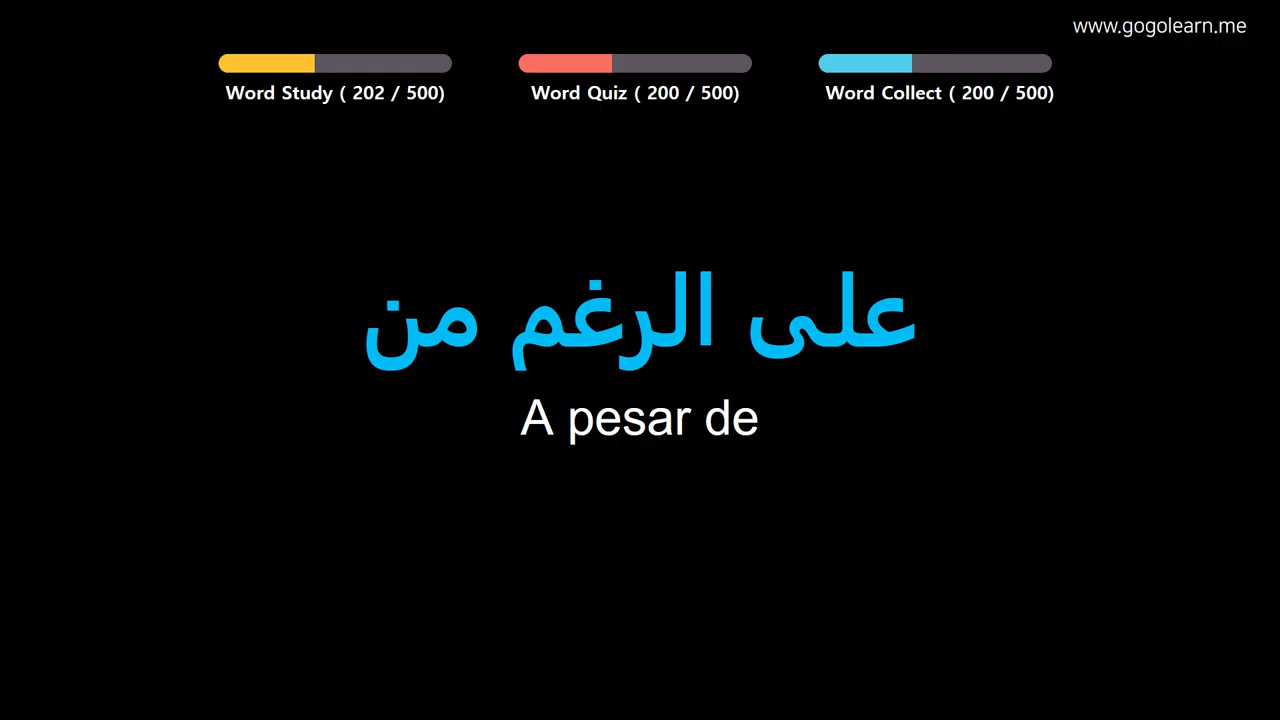 www.gogolearn.me
Word Study ( 202 / 500)
Word Quiz ( 200 / 500)
Word Collect ( 200 / 500)
على الرغم من
A pesar de